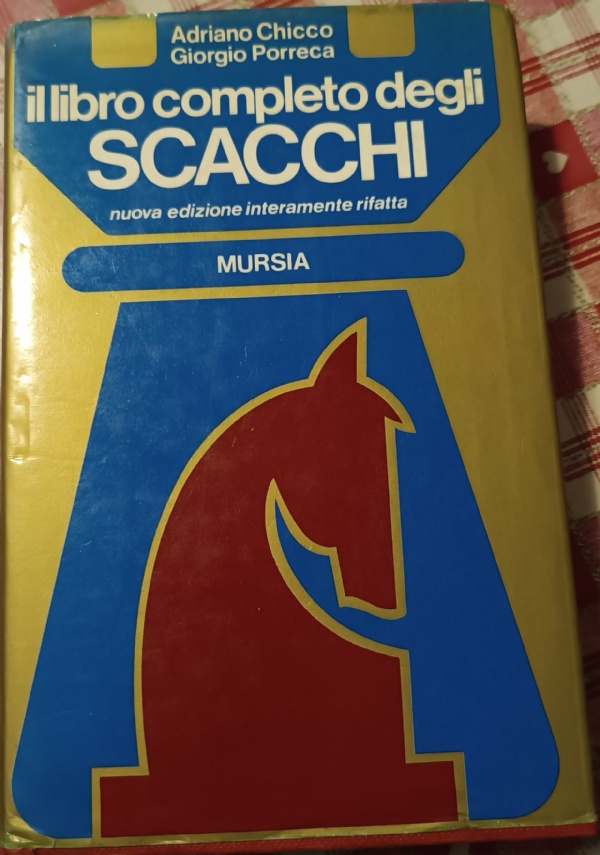 Adriano Chicco
Giorgio Porreca
il libro completo degli
SCACCHI
nuova edizione interamente rifatta
MURSIA